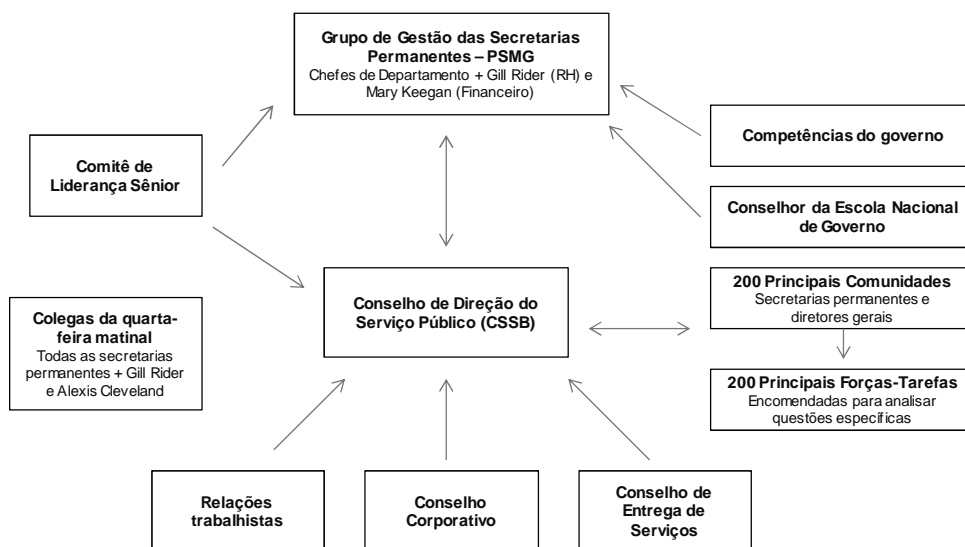 Grupo de Gestão das Secretarias
Permanentes – PSMG
Chefes de Departamento + Gill Rider (RH) e
Mary Keegan (Financeiro)
Comitê de
Liderança Sênior
Competências do governo
Conselhor da Escola Nacional
de Governo
Colegas da quarta-
feira matinal
Todas as secretarias
permanentes + Gill Rider
e Alexis Cleveland
Conselho de Direção do
Serviço Público (CSSB)
200 Principais Comunidades
Secretarias permanentes e
diretores gerais
200 Principais Forças-Tarefas
Encomendadas para analisar
questões específicas
Relações
trabalhistas
Conselho
Corporativo
Conselho de
Entrega de
Serviços